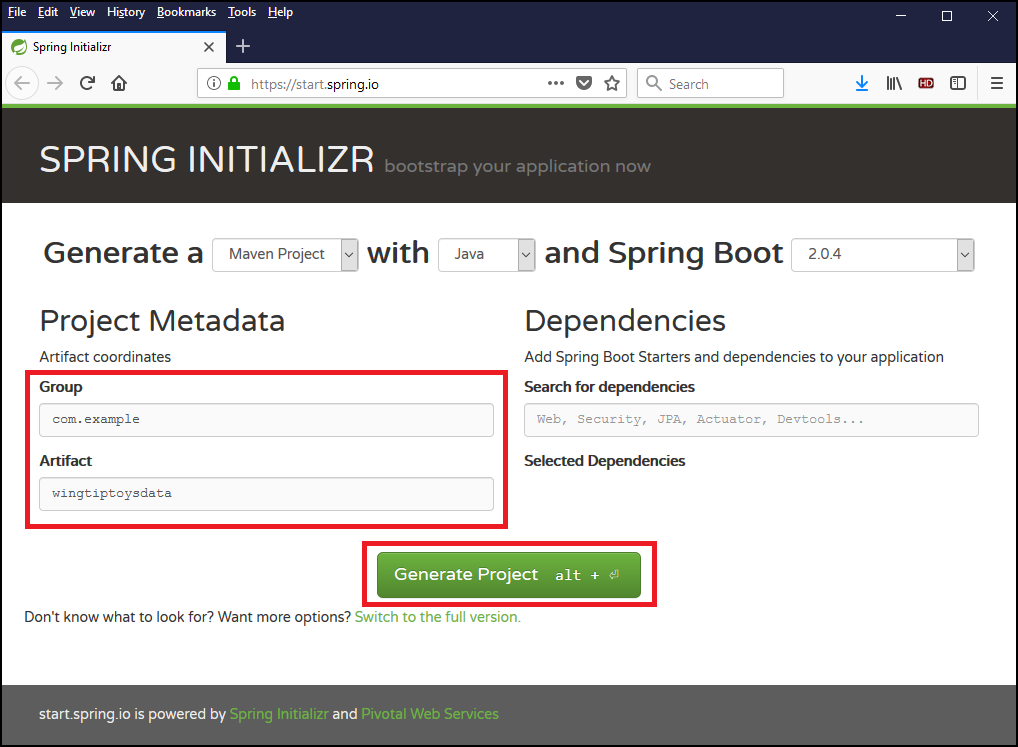 File Edit View History Bookmarks Tools Help
Spring Initializr
https://start.spring.io
Search
HD
SPRING INITIALIZR bootstrap your application now
Generate a Maven Project with Java and Spring Boot 2.0.4
Project Metadata
Artifact coordinates
Group
com.example
Artifact
wingtiptoysdata
Dependencies
Add Spring Boot Starters and dependencies to your application
Search for dependencies
Web, Security, JPA, Actuator, Devtools...
Selected Dependencies
Generate Project alt + ⏎
Don't know what to look for? Want more options? Switch to the full version.
start.spring.io is powered by Spring Initializr and Pivotal Web Services